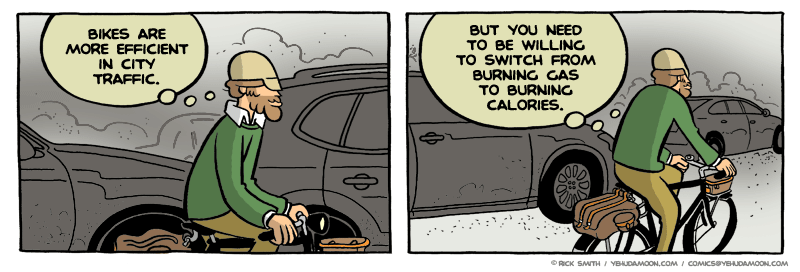 BIKES ARE
MORE EFFICIENT
IN CITY
TRAFFIC.
BUT YOU NEED
TO BE WILLING
TO SWITCH FROM
BURNING GAS
TO BURNING
CALORIES.
© RICK SMITH / YEHUDAMOON.COM / COMICS@YEHUDAMOON.COM